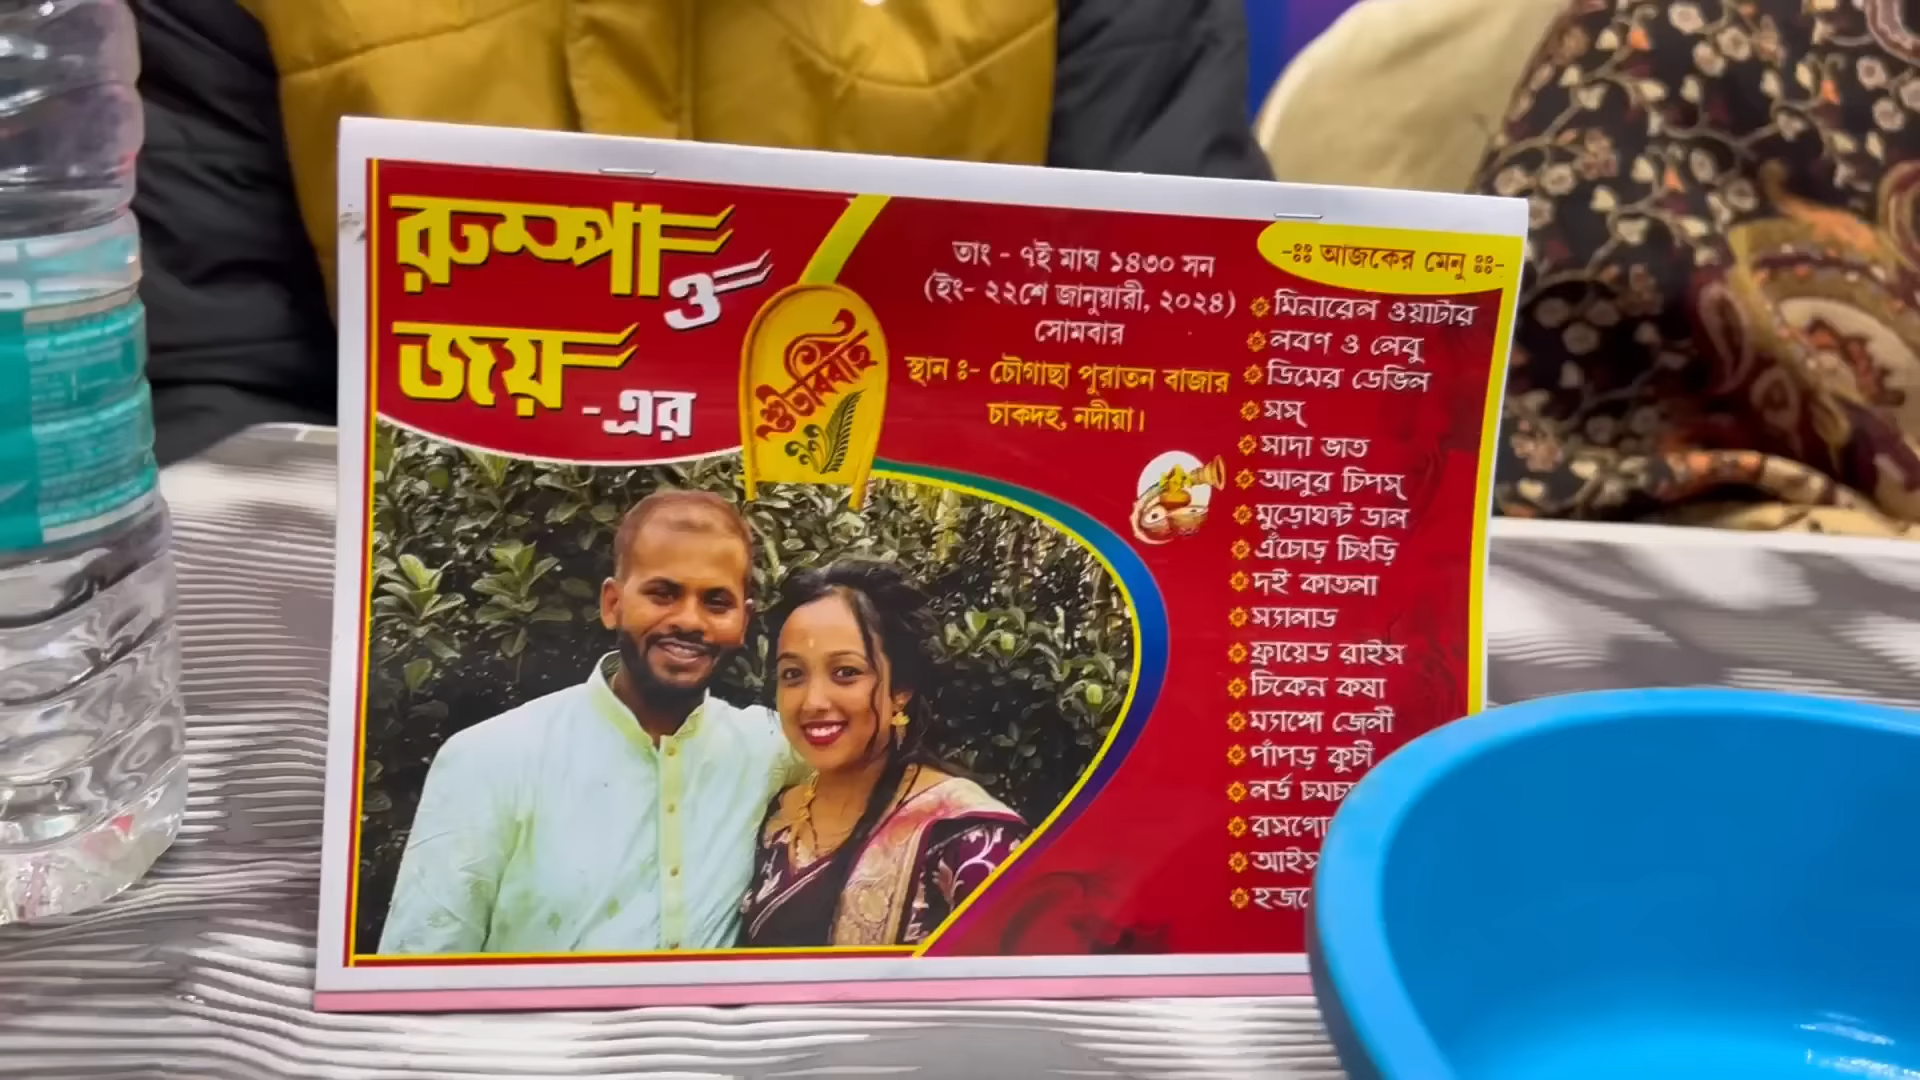 রুম্পা
ও
জয়
-এর
শুভবিবাহ
তাং - ৭ই মাঘ ১৪৩০ সন
(ইং- ২২শে জানুয়ারী, ২০২৪)
সোমবার
স্থান ঃ- চৌগাছা পুরাতন বাজার
চাকদহ, নদীয়া।
-ঃঃ আজকের মেনু ঃঃ-
মিনারেল ওয়াটার
লবণ ও লেবু
ডিমের ডেভিল
সস্
সাদা ভাত
আলুর চিপস্
মুড়োঘন্ট ডাল
এঁচোড় চিংড়ি
দই কাতলা
স্যালাড
ফ্রায়েড রাইস
চিকেন কষা
ম্যাঙ্গো জেলী
পাঁপড় কুচী
লর্ড